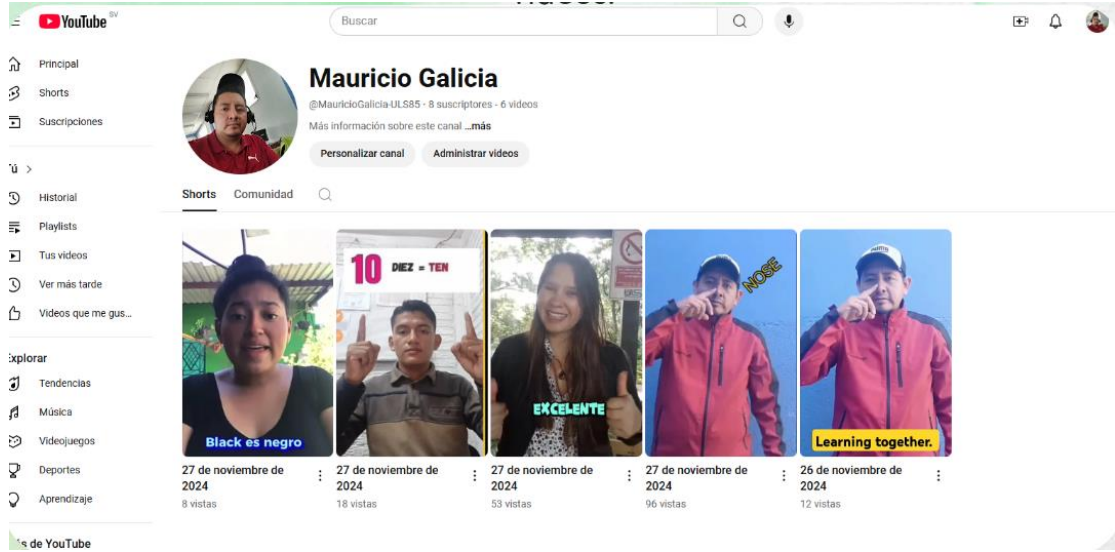 YouTube SV
Buscar
Principal
Shorts
Suscripciones
Historial
Playlists
Tus videos
Ver más tarde
Videos que me gus...
Explorar
Tendencias
Música
Videojuegos
Deportes
Aprendizaje
de YouTube
Mauricio Galicia
@MauricioGalicia-ULS85 - 8 suscriptores - 6 videos
Más información sobre este canal ...más
Personalizar canal
Administrar videos
Shorts Comunidad
Black es negro
27 de noviembre de
2024
8 vistas
10 DIEZ = TEN
27 de noviembre de
2024
18 vistas
EXCELENTE
27 de noviembre de
2024
53 vistas
NOSE
27 de noviembre de
2024
96 vistas
Learning together.
26 de noviembre de
2024
12 vistas